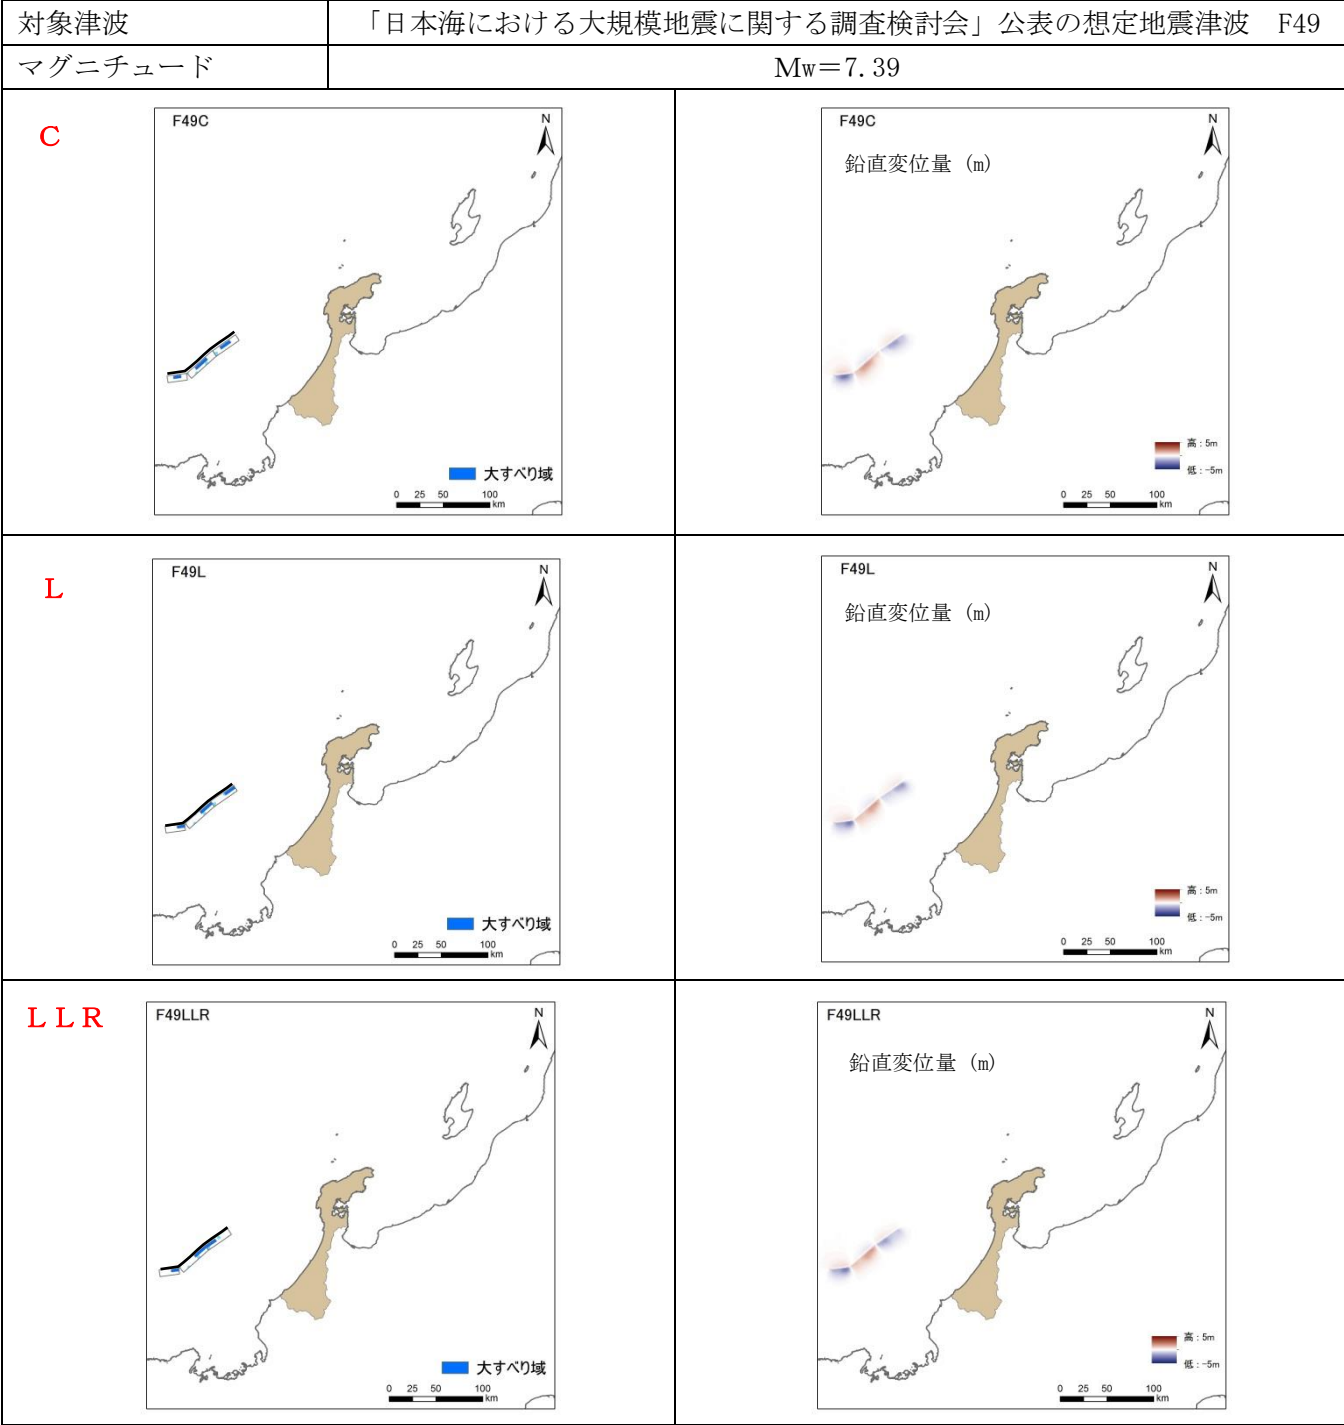 対象津波 「日本海における大規模地震に関する調査検討会」公表の想定地震津波 F49
マグニチュード Mw＝7.39
C
F49C
N
大すべり域
0 25 50 100
km
F49C
N
鉛直変位量 (m)
高：5m
低：-5m
0 25 50 100
km
L
F49L
N
大すべり域
0 25 50 100
km
F49L
N
鉛直変位量 (m)
高：5m
低：-5m
0 25 50 100
km
LLR
F49LLR
N
大すべり域
0 25 50 100
km
F49LLR
N
鉛直変位量 (m)
高：5m
低：-5m
0 25 50 100
km